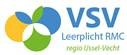 VSV
Leerplicht RMC
regio IJssel-Vecht